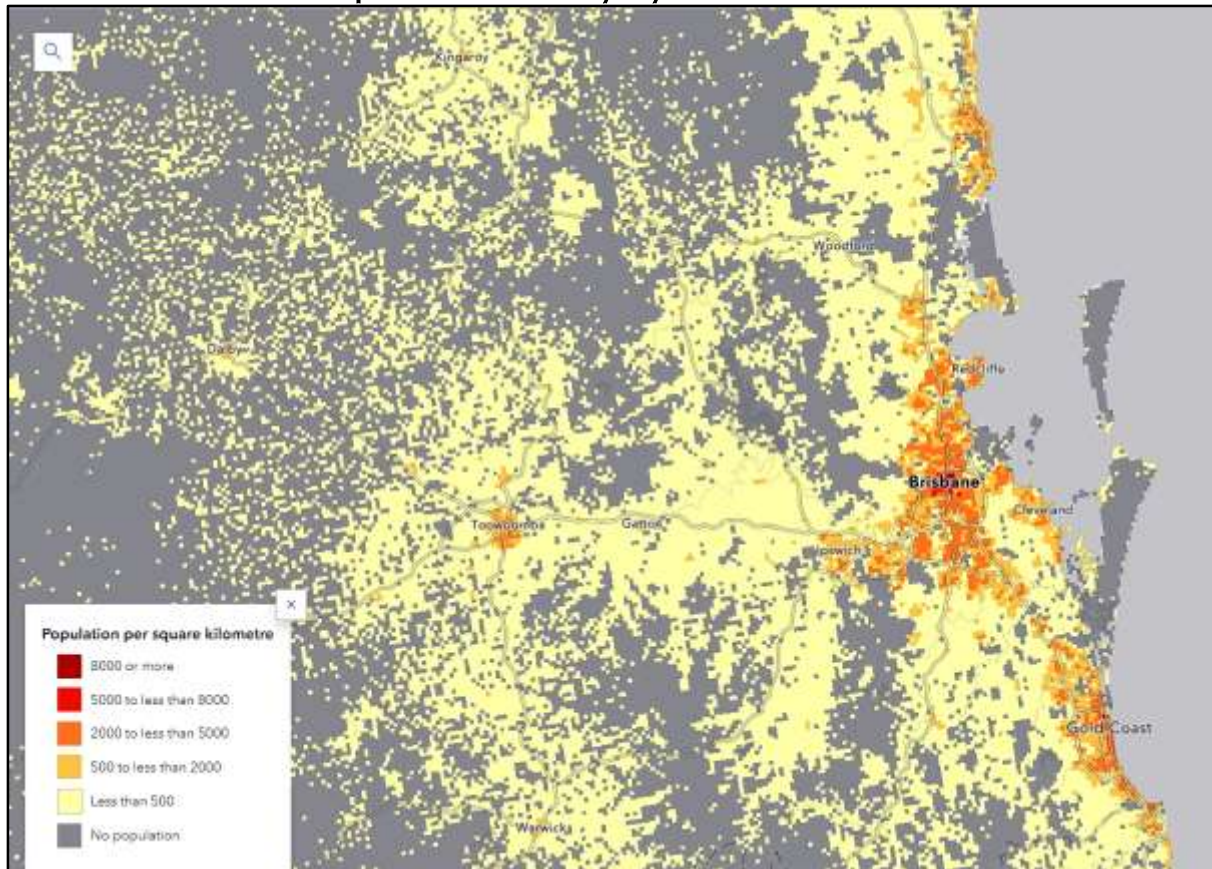 Kingaroy
Woodford
Dalby
Redcliffe
Brisbane
Cleveland
Toowoomba
Gatton
Ipswich
Population per square kilometre
8000 or more
5000 to less than 8000
2000 to less than 5000
500 to less than 2000
Less than 500
No population
Gold Coast
Warwick